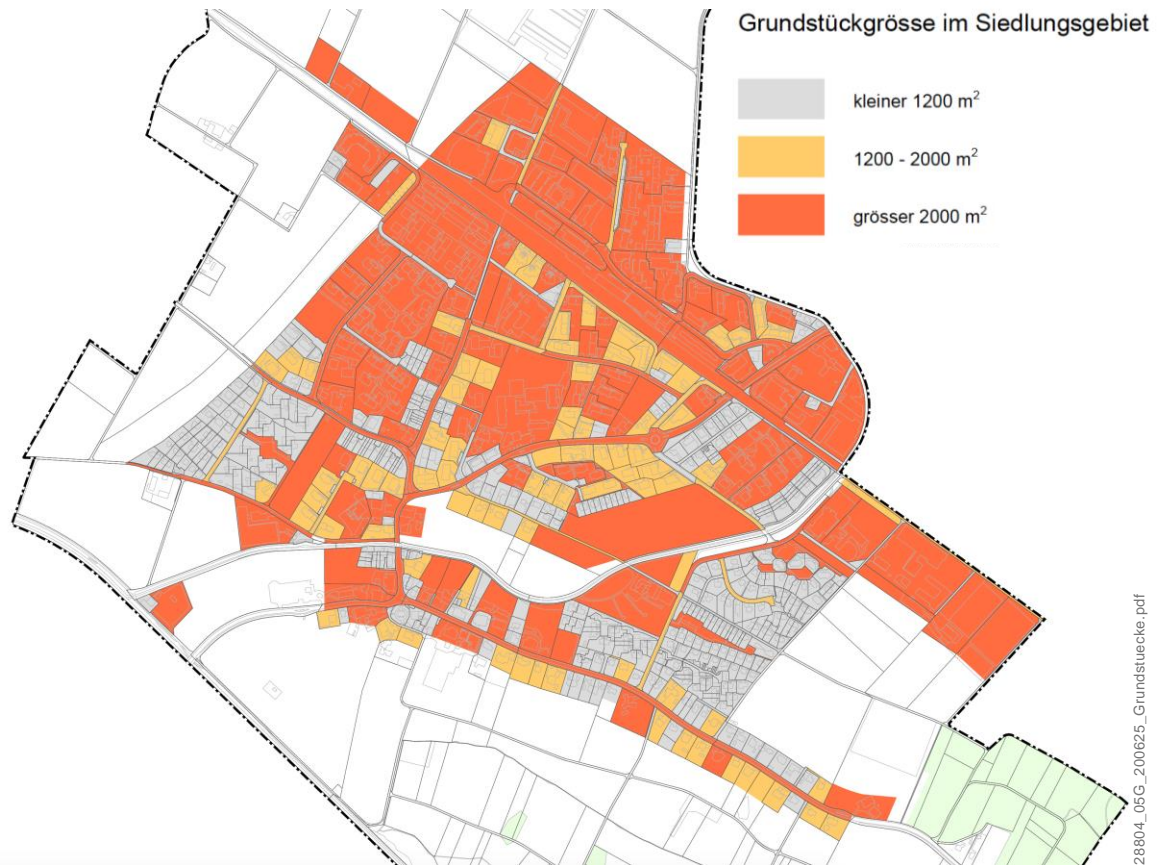 Grundstückgrösse im Siedlungsgebiet
kleiner 1200 m²
1200 - 2000 m²
grösser 2000 m²
28804_05G_200625_Grundstuecke.pdf